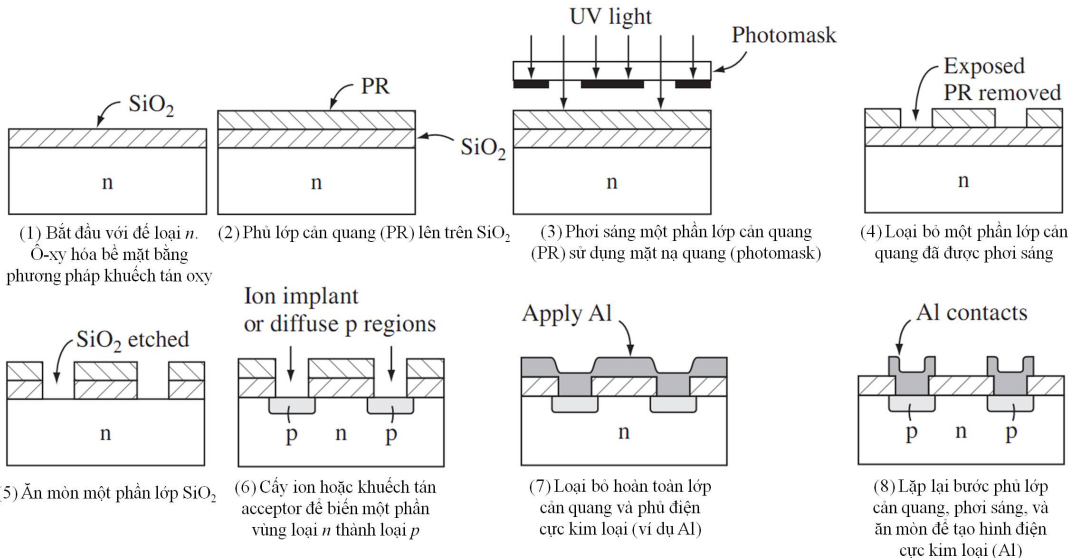 SiO₂
n
(1) Bắt đầu với đế loại n.
Ô-xy hóa bề mặt bằng
phương pháp khuếch tán oxy
PR
SiO₂
n
(2) Phủ lớp cản quang (PR) lên trên SiO₂
UV light
Photomask
n
(3) Phơi sáng một phần lớp cản quang
(PR) sử dụng mặt nạ quang (photomask)
Exposed
PR removed
n
(4) Loại bỏ một phần lớp cản
quang đã được phơi sáng
SiO₂ etched
n
(5) Ăn mòn một phần lớp SiO₂
Ion implant
or diffuse p regions
p n p
(6) Cấy ion hoặc khuếch tán
acceptor để biến một phần
vùng loại n thành loại p
Apply Al
n
(7) Loại bỏ hoàn toàn lớp
cản quang và phủ điện
cực kim loại (ví dụ Al)
Al contacts
p n p
(8) Lặp lại bước phủ lớp
cản quang, phơi sáng, và
ăn mòn để tạo hình điện
cực kim loại (Al)